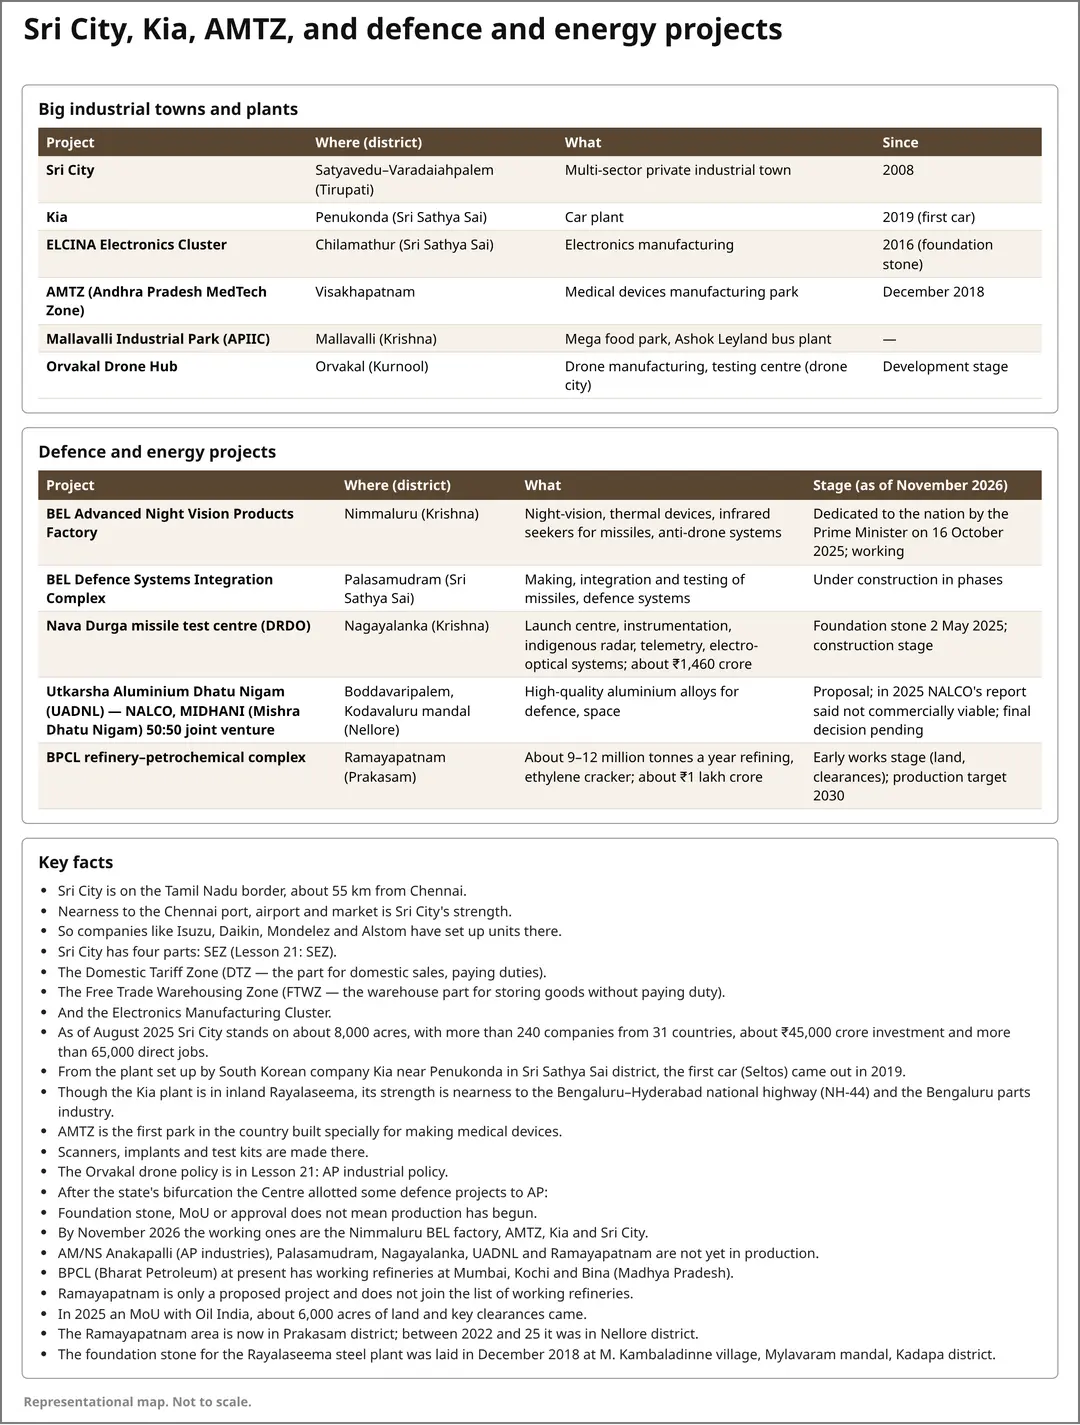 Sri City, Kia, AMTZ, and defence and energy projects
Big industrial towns and plants
Project Where (district) What Since
Sri City Satyavedu–Varadaiahpalem (Tirupati) Multi-sector private industrial town 2008
Kia Penukonda (Sri Sathya Sai) Car plant 2019 (first car)
ELCINA Electronics Cluster Chilamathur (Sri Sathya Sai) Electronics manufacturing 2016 (foundation stone)
AMTZ (Andhra Pradesh MedTech Zone) Visakhapatnam Medical devices manufacturing park December 2018
Mallavalli Industrial Park (APIIC) Mallavalli (Krishna) Mega food park, Ashok Leyland bus plant —
Orvakal Drone Hub Orvakal (Kurnool) Drone manufacturing, testing centre (drone city) Development stage
Defence and energy projects
Project Where (district) What Stage (as of November 2026)
BEL Advanced Night Vision Products Factory Nimmaluru (Krishna) Night-vision, thermal devices, infrared seekers for missiles, anti-drone systems Dedicated to the nation by the Prime Minister on 16 October 2025; working
BEL Defence Systems Integration Complex Palasamudram (Sri Sathya Sai) Making, integration and testing of missiles, defence systems Under construction in phases
Nava Durga missile test centre (DRDO) Nagayalanka (Krishna) Launch centre, instrumentation, indigenous radar, telemetry, electro-optical systems; about ₹1,460 crore Foundation stone 2 May 2025; construction stage
Utkarsha Aluminium Dhatu Nigam (UADNL) — NALCO, MIDHANI (Mishra Dhatu Nigam) 50:50 joint venture Boddavaripalem, Kodavaluru mandal (Nellore) High-quality aluminium alloys for defence, space Proposal; in 2025 NALCO's report said not commercially viable; final decision pending
BPCL refinery–petrochemical complex Ramayapatnam (Prakasam) About 9–12 million tonnes a year refining, ethylene cracker; about ₹1 lakh crore Early works stage (land, clearances); production target 2030
Key facts
• Sri City is on the Tamil Nadu border, about 55 km from Chennai.
• Nearness to the Chennai port, airport and market is Sri City's strength.
• So companies like Isuzu, Daikin, Mondelez and Alstom have set up units there.
• Sri City has four parts: SEZ (Lesson 21: SEZ).
• The Domestic Tariff Zone (DTZ — the part for domestic sales, paying duties).
• The Free Trade Warehousing Zone (FTWZ — the warehouse part for storing goods without paying duty).
• And the Electronics Manufacturing Cluster.
• As of August 2025 Sri City stands on about 8,000 acres, with more than 240 companies from 31 countries, about ₹45,000 crore investment and more
than 65,000 direct jobs.
• From the plant set up by South Korean company Kia near Penukonda in Sri Sathya Sai district, the first car (Seltos) came out in 2019.
• Though the Kia plant is in inland Rayalaseema, its strength is nearness to the Bengaluru–Hyderabad national highway (NH-44) and the Bengaluru parts
industry.
• AMTZ is the first park in the country built specially for making medical devices.
• Scanners, implants and test kits are made there.
• The Orvakal drone policy is in Lesson 21: AP industrial policy.
• After the state's bifurcation the Centre allotted some defence projects to AP:
• Foundation stone, MoU or approval does not mean production has begun.
• By November 2026 the working ones are the Nimmaluru BEL factory, AMTZ, Kia and Sri City.
• AM/NS Anakapalli (AP industries), Palasamudram, Nagayalanka, UADNL and Ramayapatnam are not yet in production.
• BPCL (Bharat Petroleum) at present has working refineries at Mumbai, Kochi and Bina (Madhya Pradesh).
• Ramayapatnam is only a proposed project and does not join the list of working refineries.
• In 2025 an MoU with Oil India, about 6,000 acres of land and key clearances came.
• The Ramayapatnam area is now in Prakasam district; between 2022 and 25 it was in Nellore district.
• The foundation stone for the Rayalaseema steel plant was laid in December 2018 at M. Kambaladinne village, Mylavaram mandal, Kadapa district.
Representational map. Not to scale.